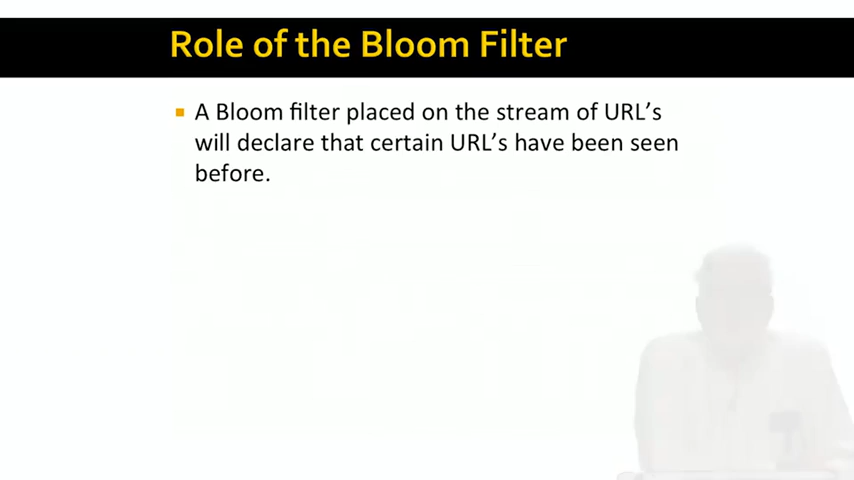 Role of the Bloom Filter
A Bloom filter placed on the stream of URL’s
will declare that certain URL’s have been seen
before.